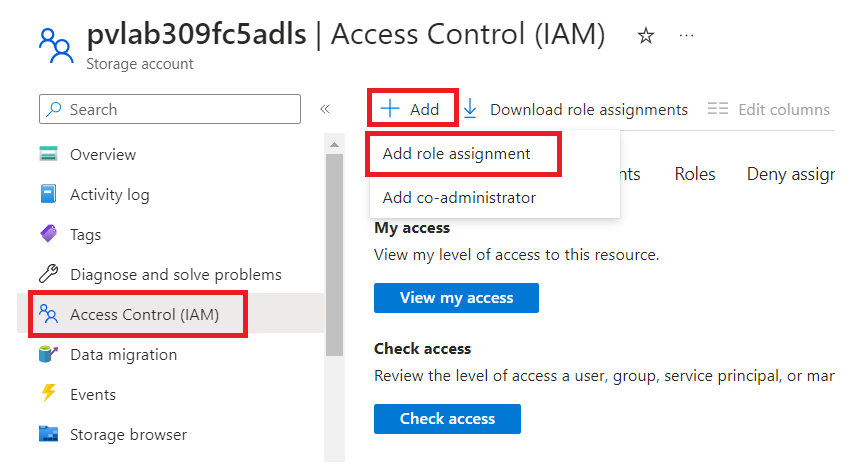 pvlab309fc5adls | Access Control (IAM)
Storage account
Search
Overview
Activity log
Tags
Diagnose and solve problems
Access Control (IAM)
Data migration
Events
Storage browser
Add
Download role assignments
Edit columns
Add role assignment
Add co-administrator
Roles
Deny assign
My access
View my level of access to this resource.
View my access
Check access
Review the level of access a user, group, service principal, or man
Check access